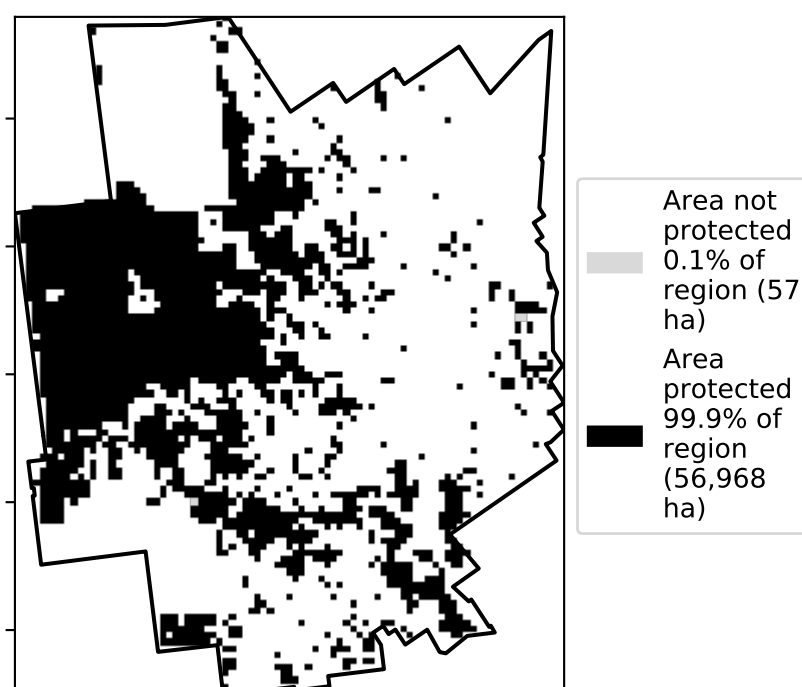 Area not
protected
0.1% of
region (57
ha)
Area
protected
99.9% of
region
(56,968
ha)